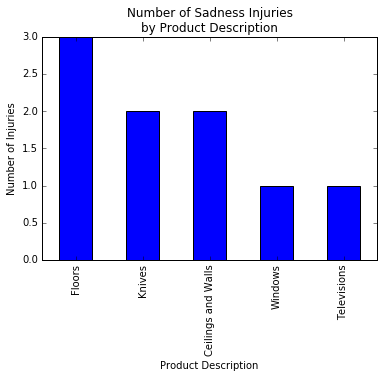 Number of Sadness Injuries
by Product Description
3.0
2.5
2.0
1.5
1.0
0.5
0.0
Number of Injuries
Floors
Knives
Ceilings and Walls
Windows
Televisions
Product Description